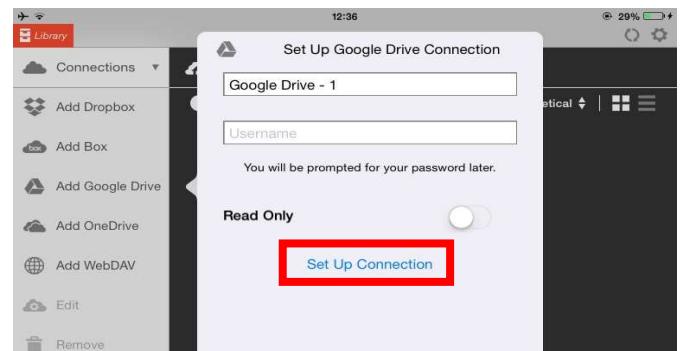 12:36
29%
Library
Set Up Google Drive Connection
Connections
Google Drive - 1
Add Dropbox
etical
Username
box
Add Box
You will be prompted for your password later.
Add Google Drive
Read Only
Add OneDrive
Set Up Connection
Add WebDAV
Edit
Remove